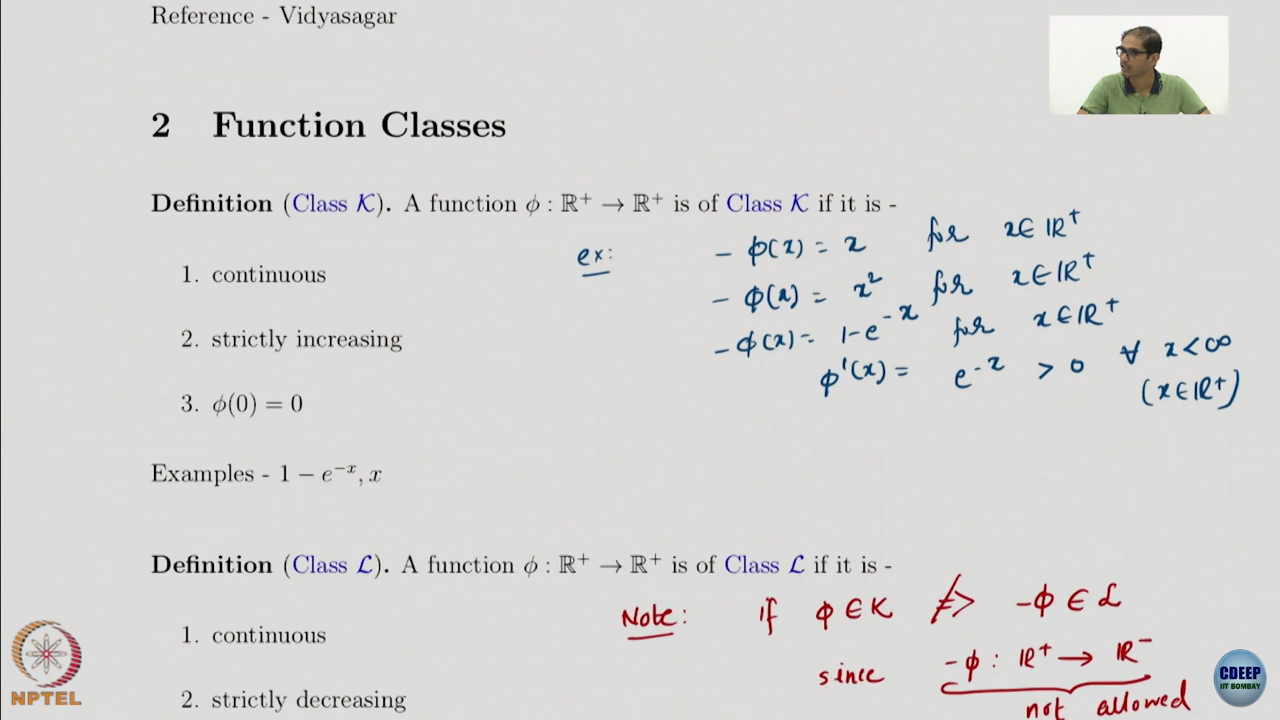 Reference - Vidyasagar
2 Function Classes
Definition (Class 𝒦). A function ϕ : ℝ⁺ → ℝ⁺ is of Class 𝒦 if it is -
ex:
- ϕ(x) = x for x ∈ ℝ⁺
1. continuous
- ϕ(x) = x² for x ∈ ℝ⁺
2. strictly increasing
- ϕ(x) = 1-e⁻ˣ for x ∈ ℝ⁺
ϕ'(x) = e⁻ˣ > 0 ∀ x < ∞
(x ∈ ℝ⁺)
3. ϕ(0) = 0
Examples - 1 − e⁻ˣ, x
Definition (Class ℒ). A function ϕ : ℝ⁺ → ℝ⁺ is of Class ℒ if it is -
Note: If ϕ ∈ K ⇏ -ϕ ∈ ℒ
1. continuous
since -ϕ : ℝ⁺ → ℝ⁻
2. strictly decreasing
not allowed
NPTEL
CDEEP
IIT BOMBAY